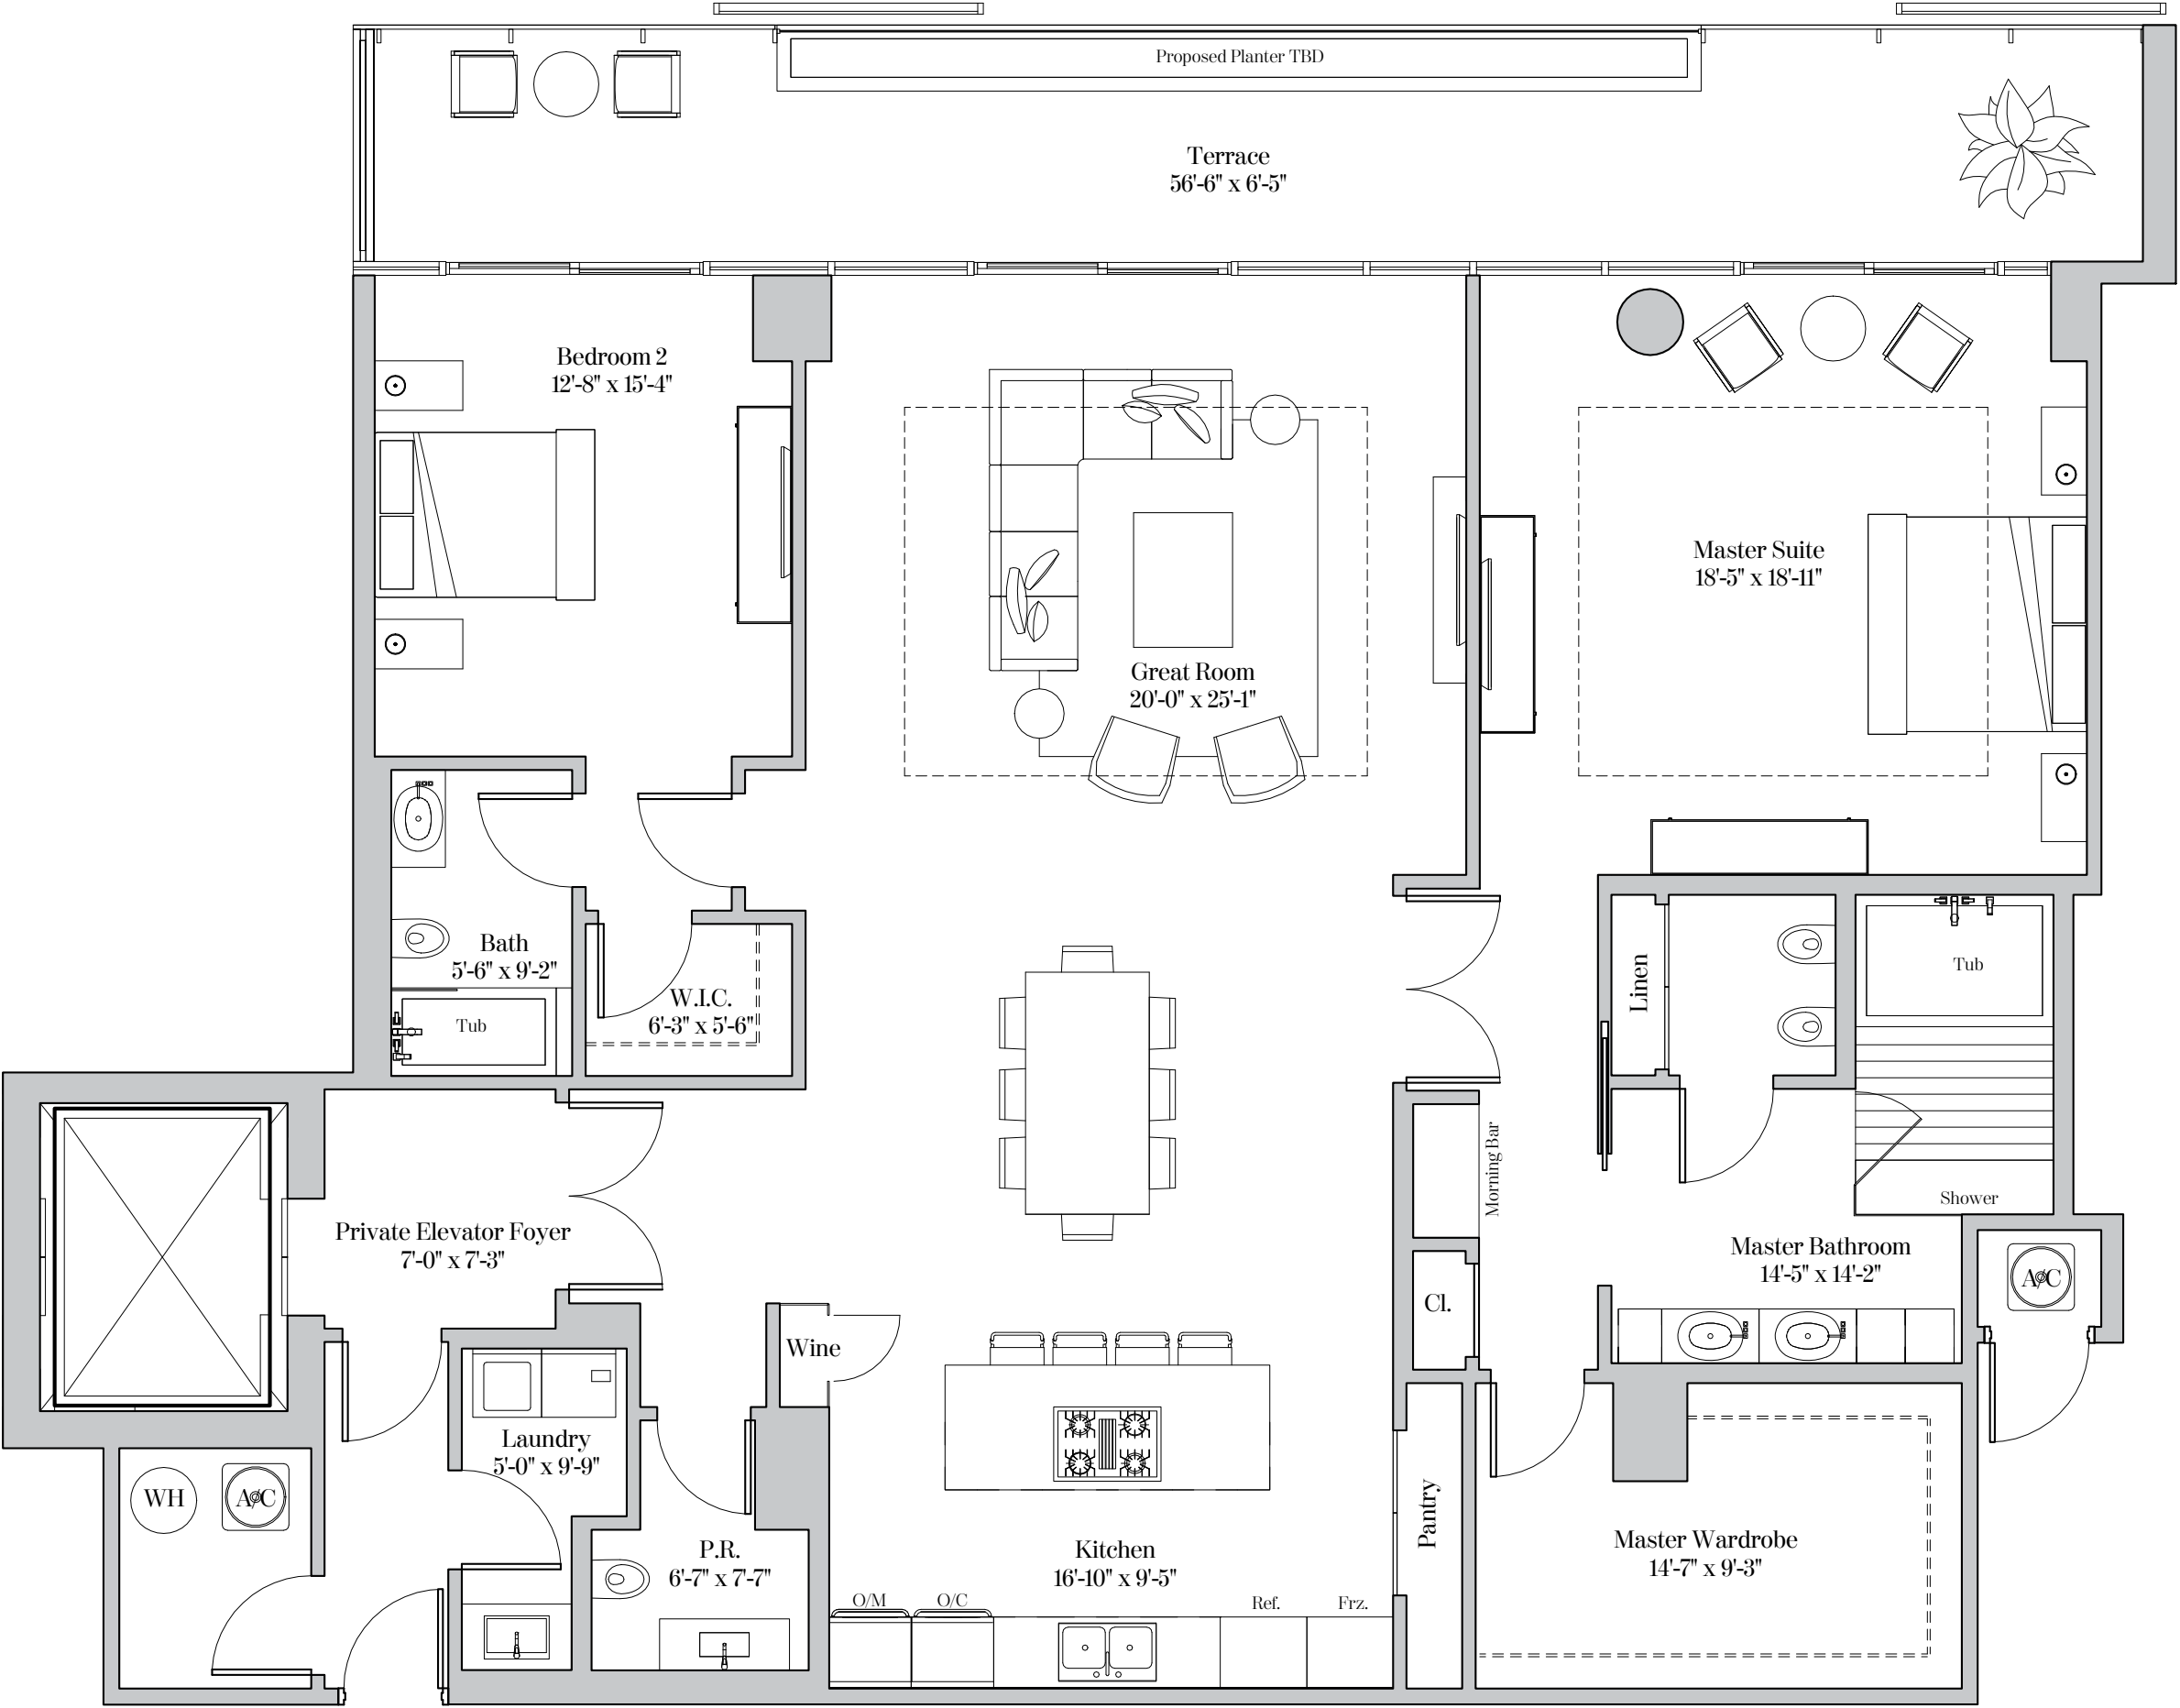 Proposed Planter TBD
Terrace
56'-6" x 6'-5"
Bedroom 2
12'-8" x 15'-4"
Master Suite
18'-5" x 18'-11"
Great Room
20'-0" x 25'-1"
Bath
5'-6" x 9'-2"
Tub
W.I.C.
6'-3" x 5'-6"
Linen
Tub
Morning Bar
Shower
Private Elevator Foyer
7'-0" x 7'-3"
Master Bathroom
14'-5" x 14'-2"
A/C
Cl.
Wine
Laundry
5'-0" x 9'-9"
WH
A/C
P.R.
6'-7" x 7'-7"
Kitchen
16'-10" x 9'-5"
Pantry
Master Wardrobe
14'-7" x 9'-3"
O/M
O/C
Ref.
Frz.